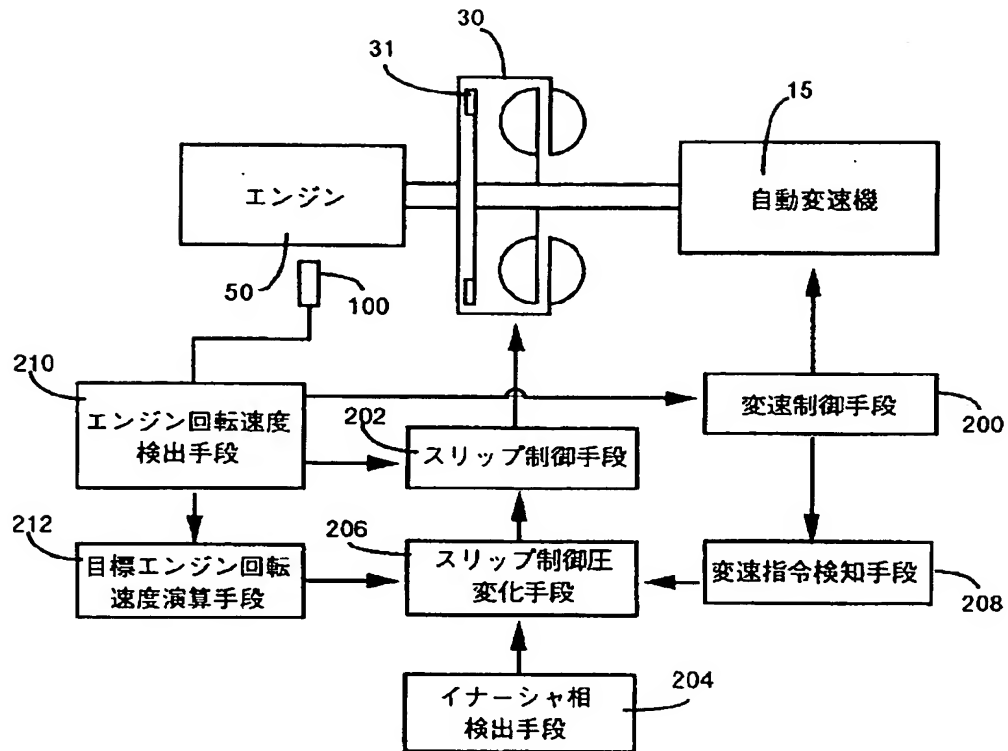 30
31
15
エンジン
自動変速機
50
100
210
エンジン回転速度
検出手段
202
スリップ制御手段
変速制御手段
200
212
目標エンジン回転
速度演算手段
206
スリップ制御圧
変化手段
変速指令検知手段
208
イナーシャ相
検出手段
204